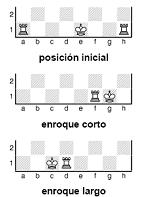 2
1
a b c d e f g h
posición inicial
2
1
a b c d e f g h
enroque corto
2
1
a b c d e f g h
enroque largo